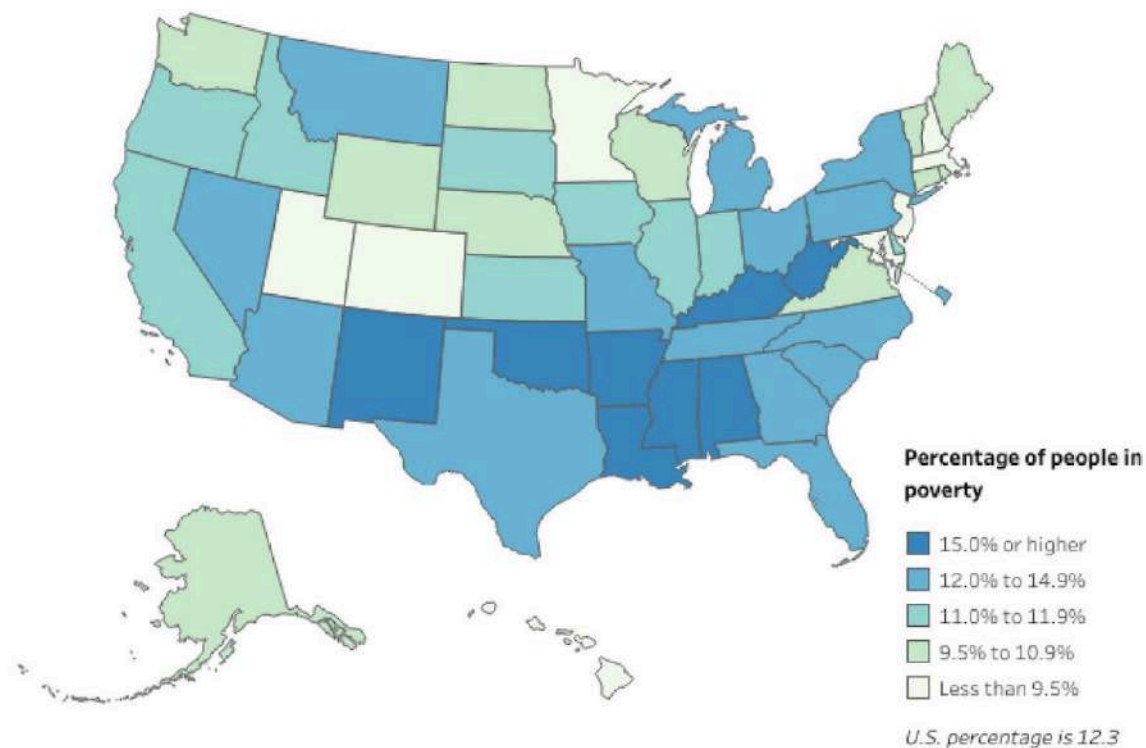 Percentage of people in
poverty
15.0% or higher
12.0% to 14.9%
11.0% to 11.9%
9.5% to 10.9%
Less than 9.5%
U.S. percentage is 12.3